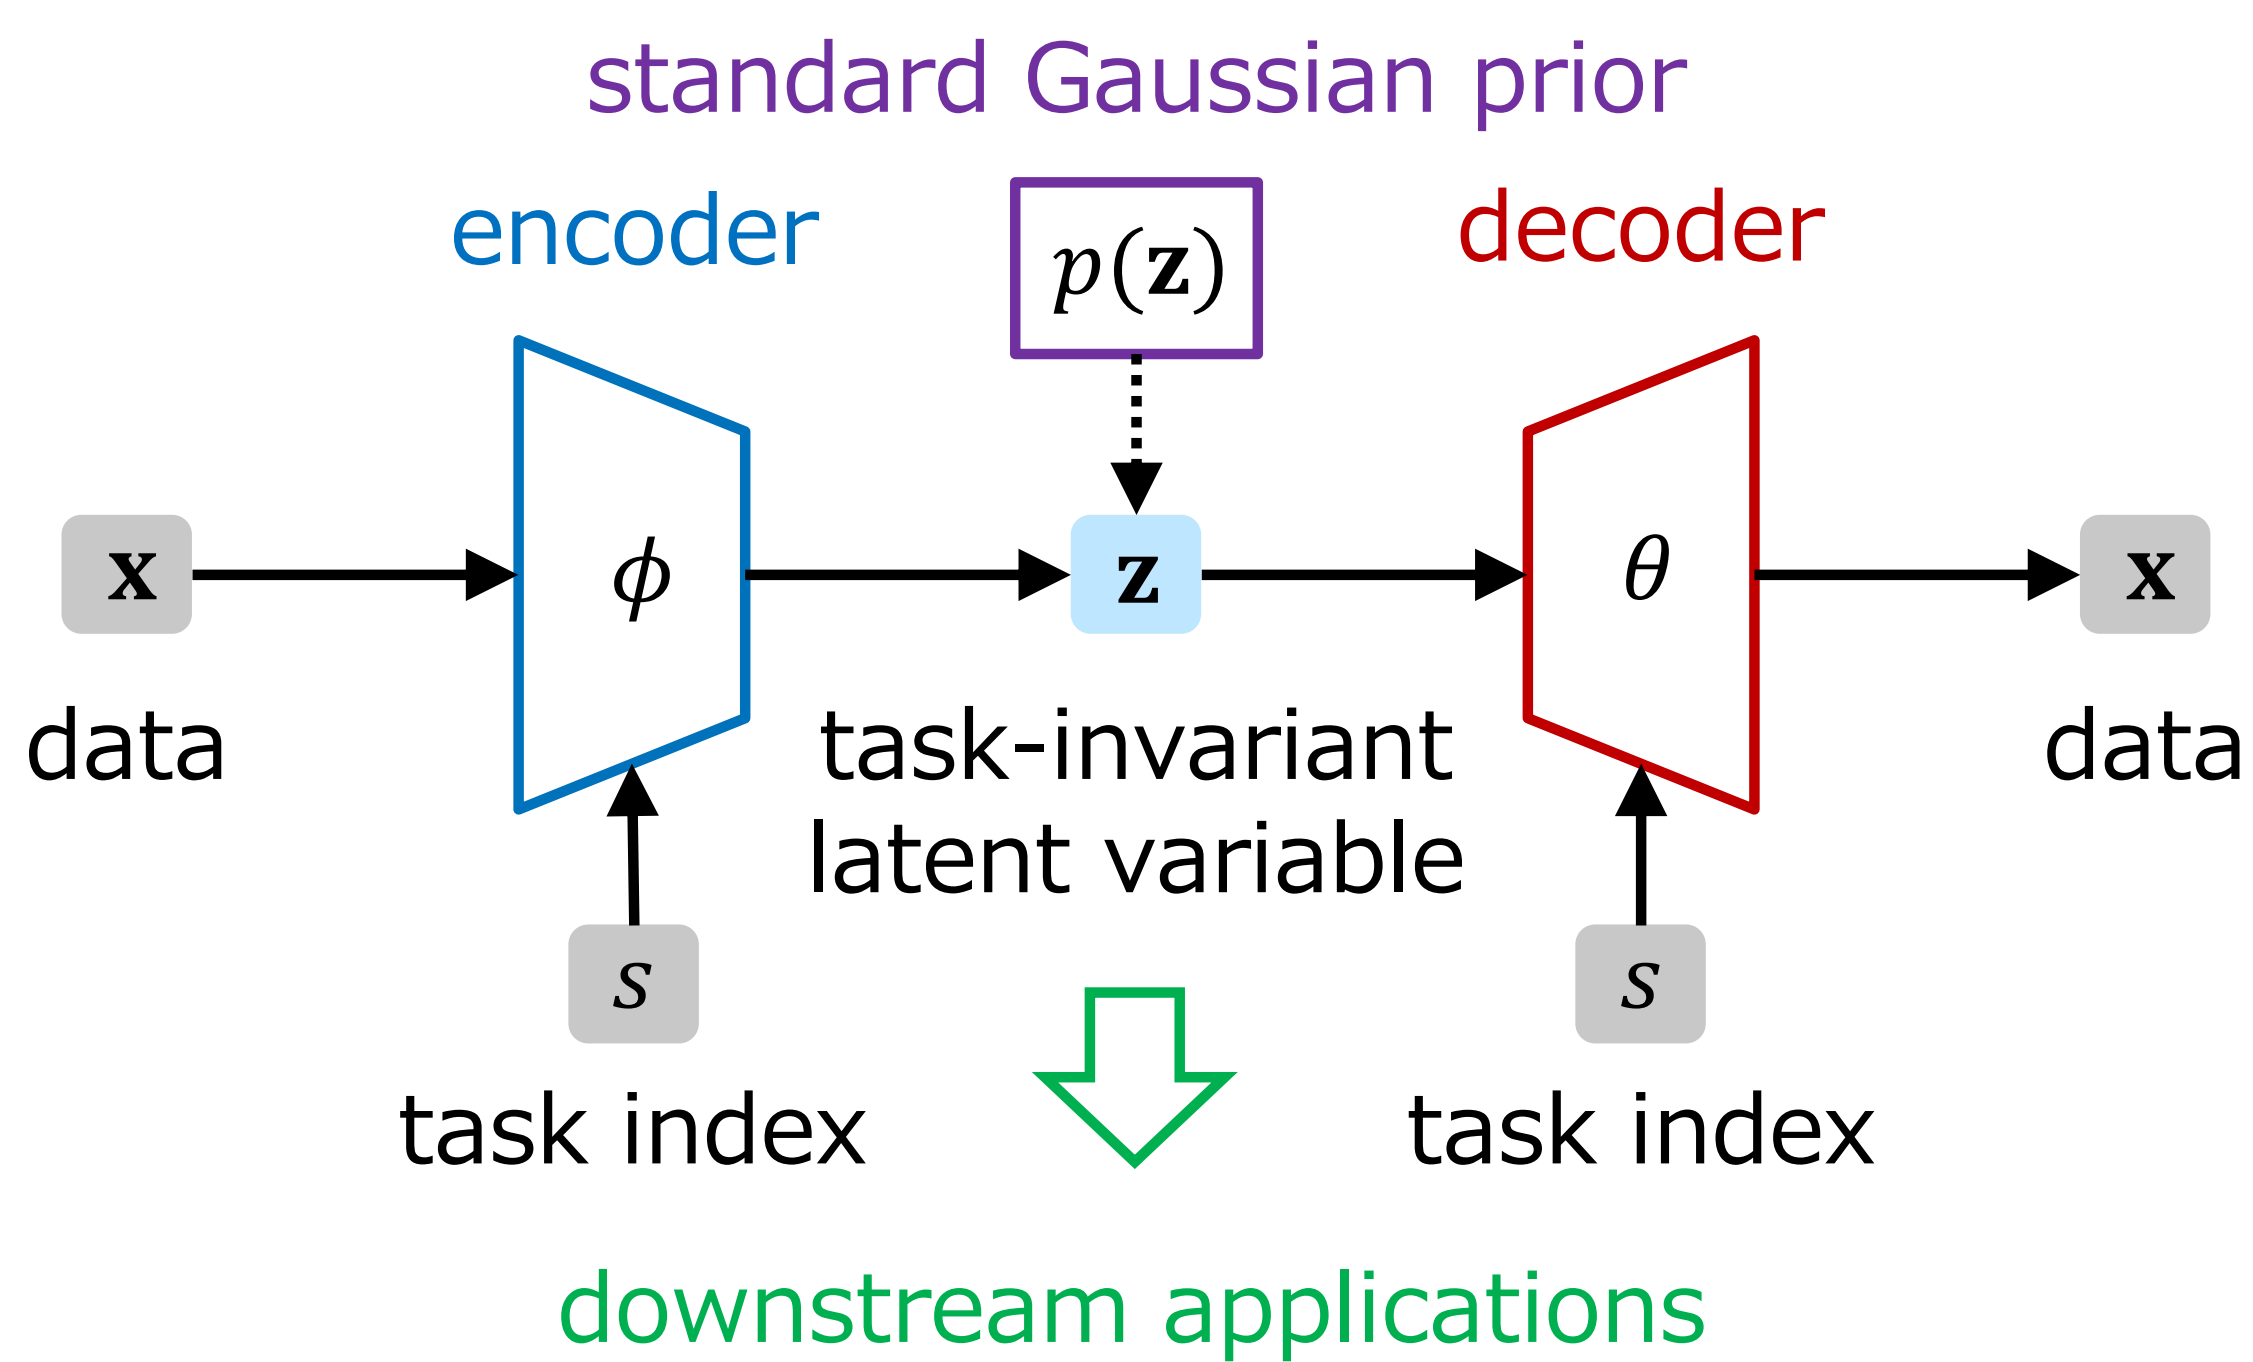 standard Gaussian prior
encoder
p(z)
decoder
x
ϕ
z
θ
x
data
task-invariant
latent variable
data
s
s
task index
task index
downstream applications